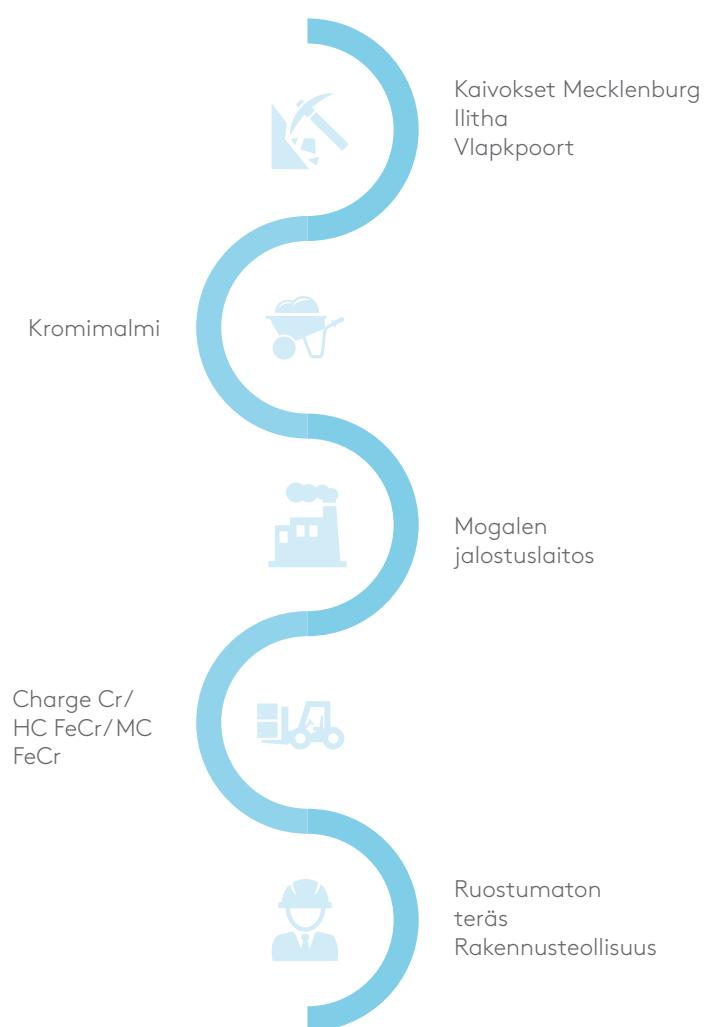 Kaivokset Mecklenburg
Ilitha
Vlapkpoort
Kromimalmi
Mogalen
jalostuslaitos
Charge Cr/
HC FeCr/MC
FeCr
Ruostumaton
teräs
Rakennusteollisuus